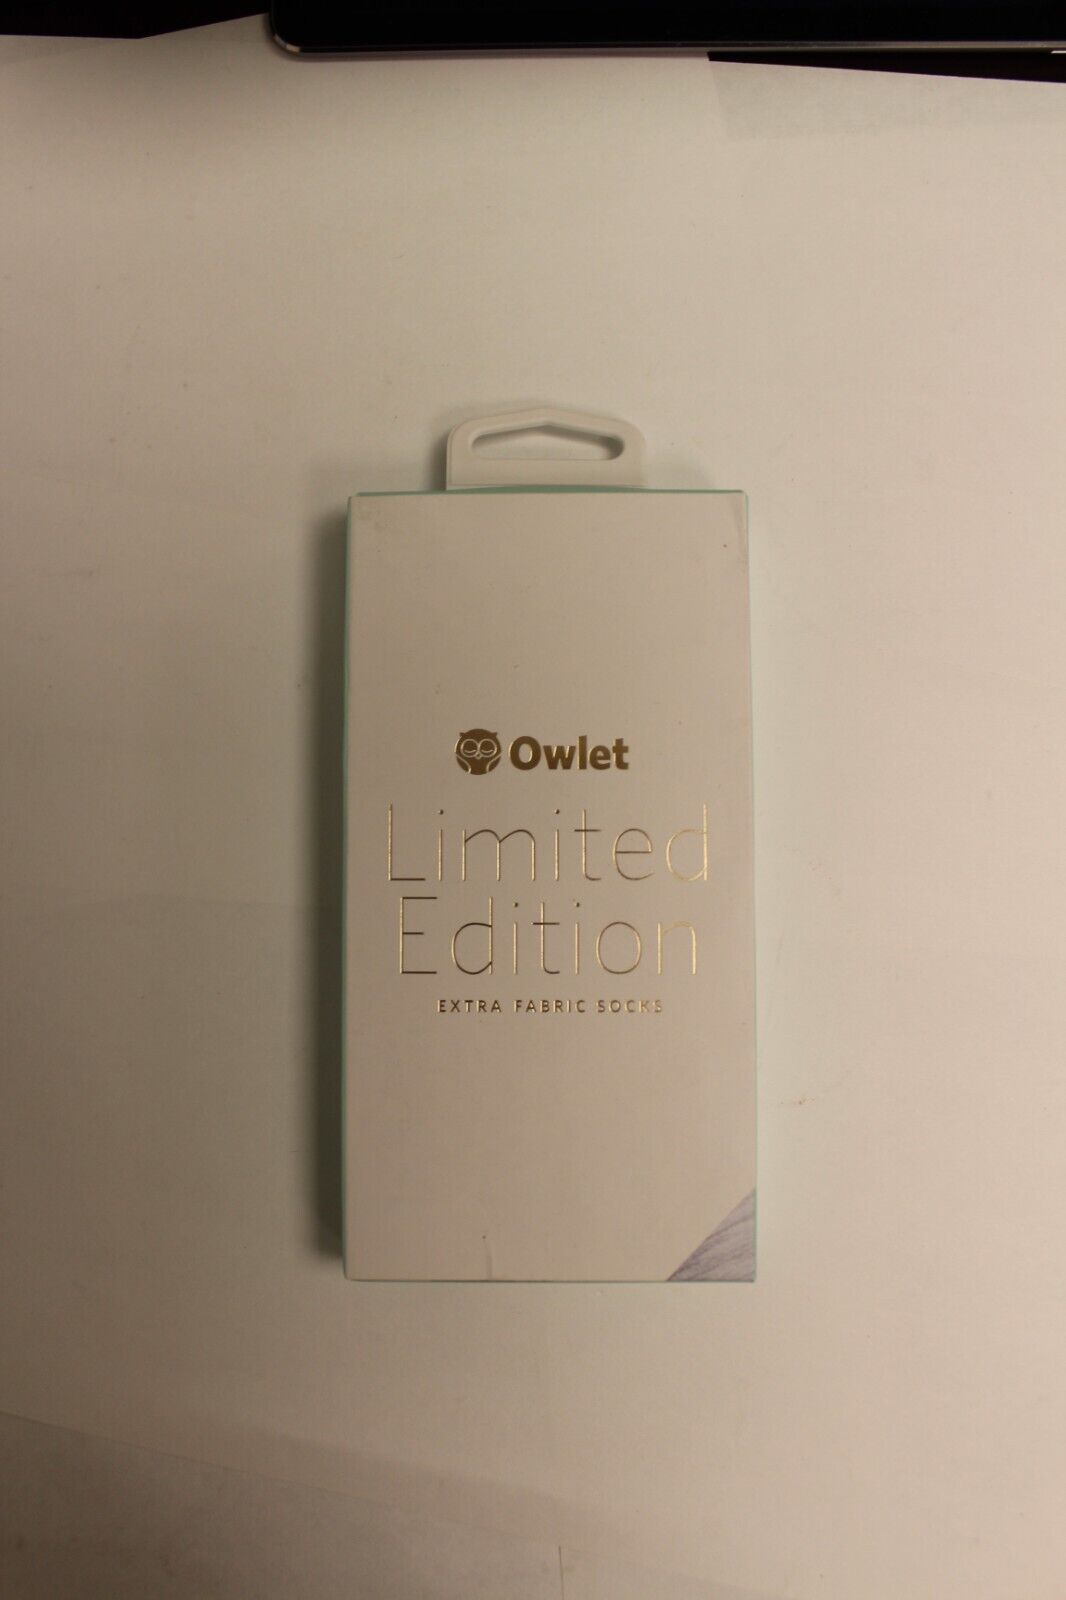 Owlet
Limited
Edition
EXTRA FABRIC SOCKS